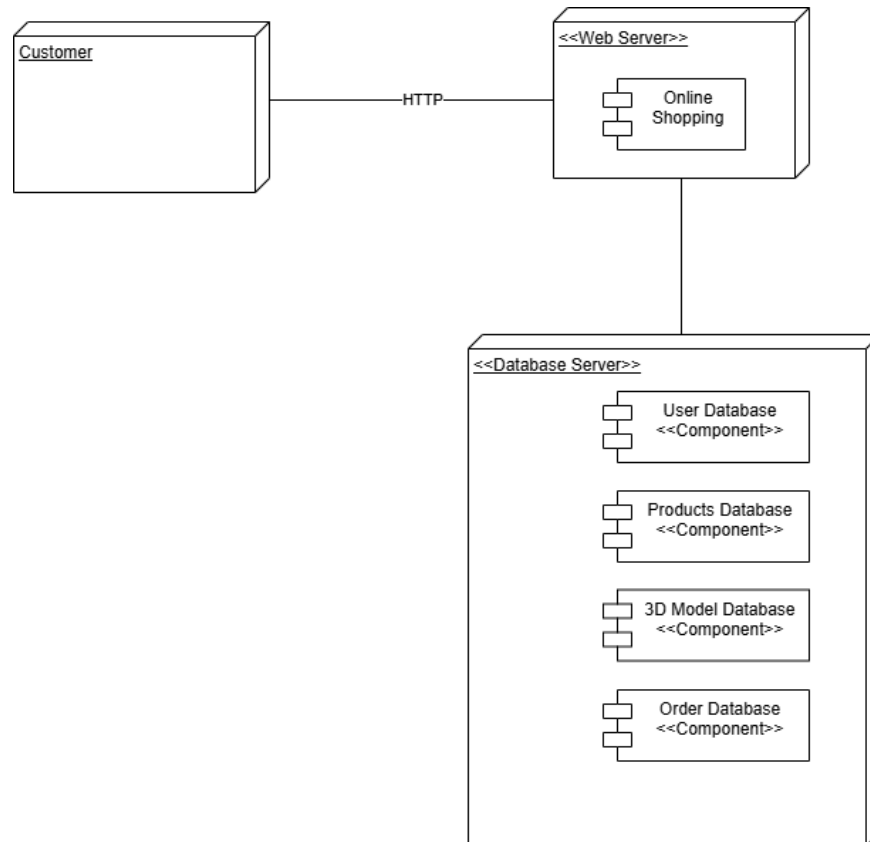 Customer
<<Web Server>>
Online
Shopping
HTTP
<<Database Server>>
User Database
<<Component>>
Products Database
<<Component>>
3D Model Database
<<Component>>
Order Database
<<Component>>